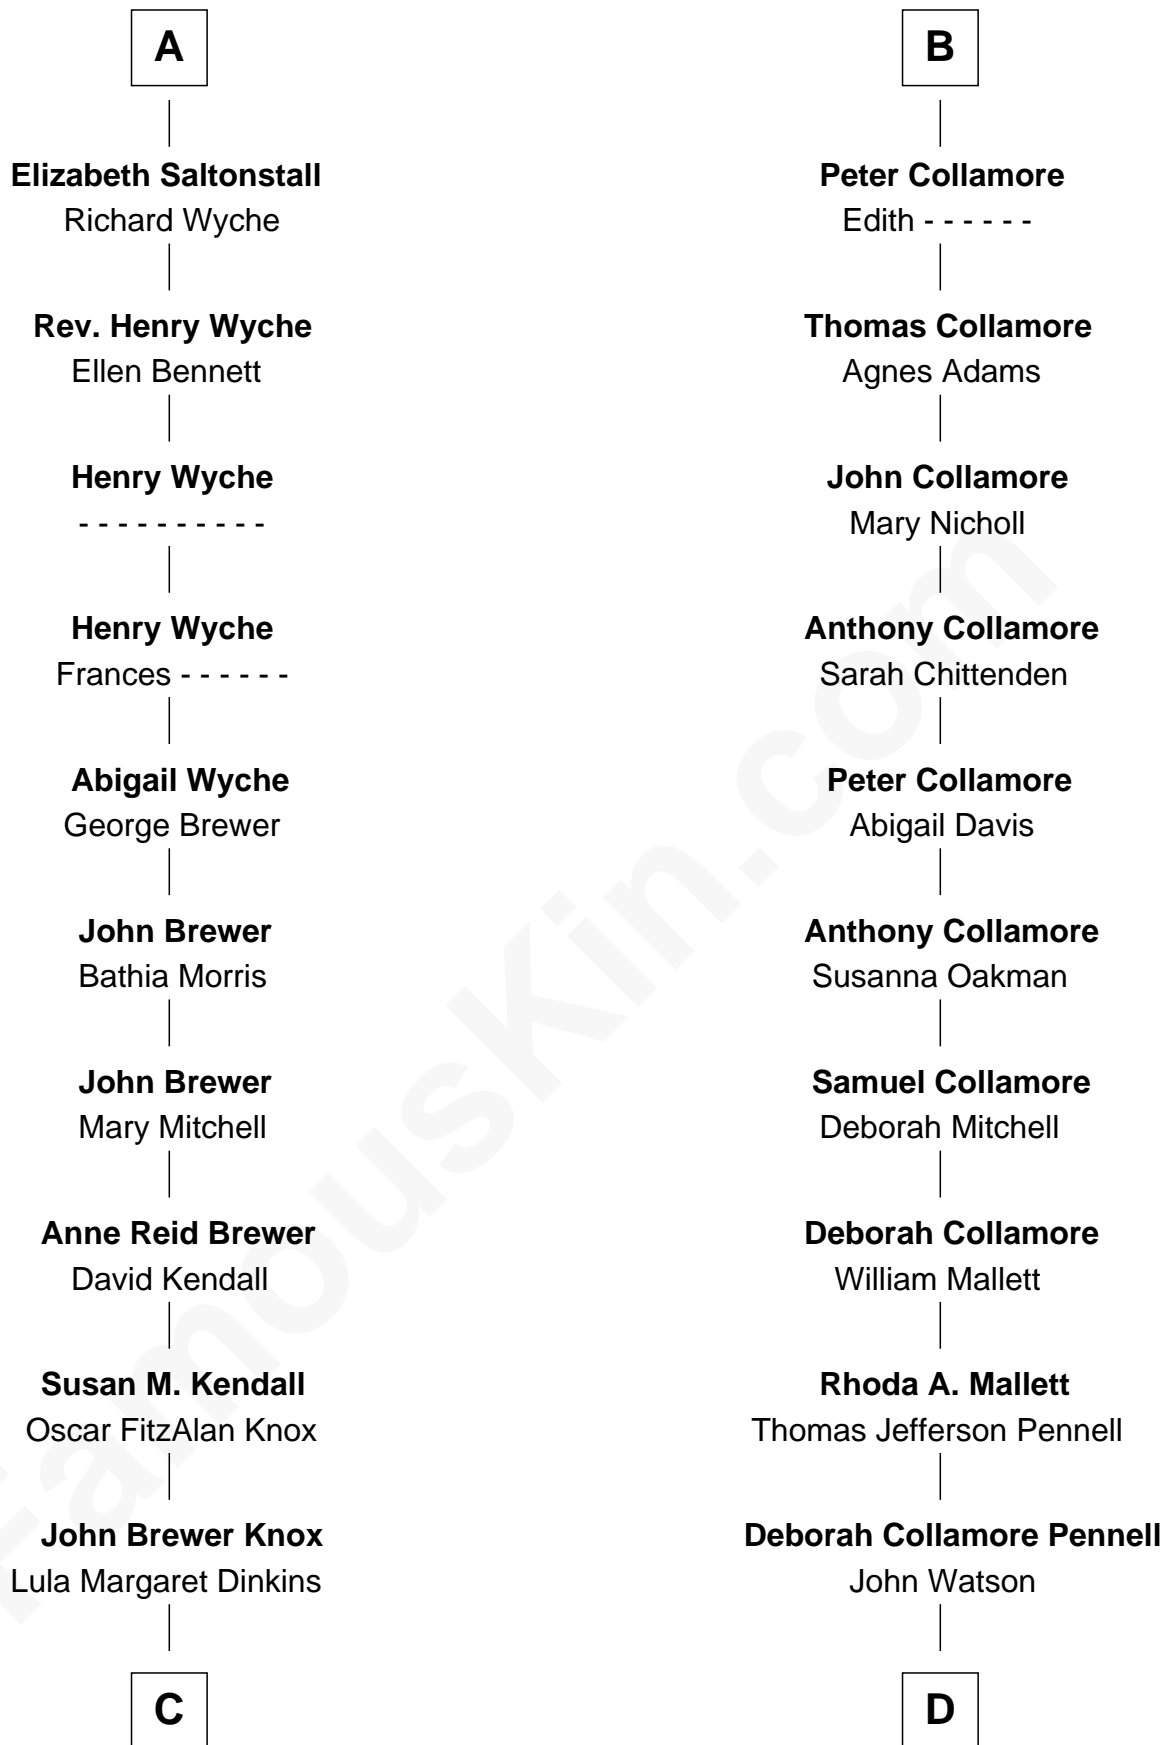 A
Elizabeth Saltonstall
Richard Wyche
Rev. Henry Wyche
Ellen Bennett
Henry Wyche
- - - - - - - - - -
Henry Wyche
Frances - - - - - -
Abigail Wyche
George Brewer
John Brewer
Bathia Morris
John Brewer
Mary Mitchell
Anne Reid Brewer
David Kendall
Susan M. Kendall
Oscar FitzAlan Knox
John Brewer Knox
Lula Margaret Dinkins
C
B
Peter Collamore
Edith - - - - - -
Thomas Collamore
Agnes Adams
John Collamore
Mary Nicholl
Anthony Collamore
Sarah Chittenden
Peter Collamore
Abigail Davis
Anthony Collamore
Susanna Oakman
Samuel Collamore
Deborah Mitchell
Deborah Collamore
William Mallett
Rhoda A. Mallett
Thomas Jefferson Pennell
Deborah Collamore Pennell
John Watson
D
FamousKin.com